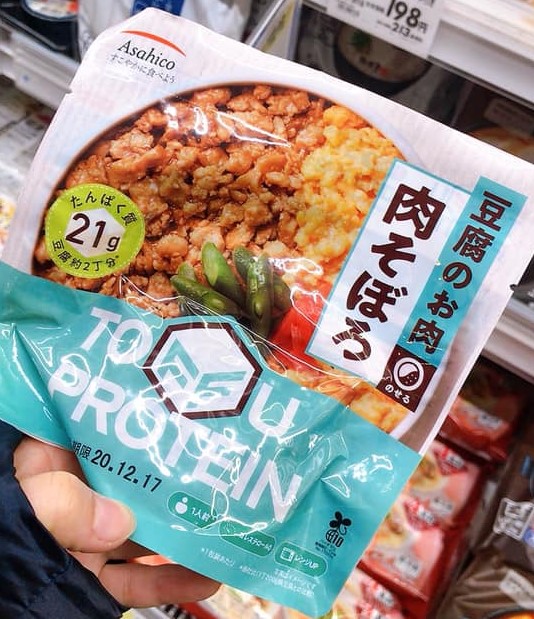 198円
Asahico
すこやかに食べよう
たんぱく質
21g
豆腐約2丁分
豆腐のお肉
肉そぼろ
のせる
TOFFU
PROTEIN
期限 20.12.17
1人前
レンジUP